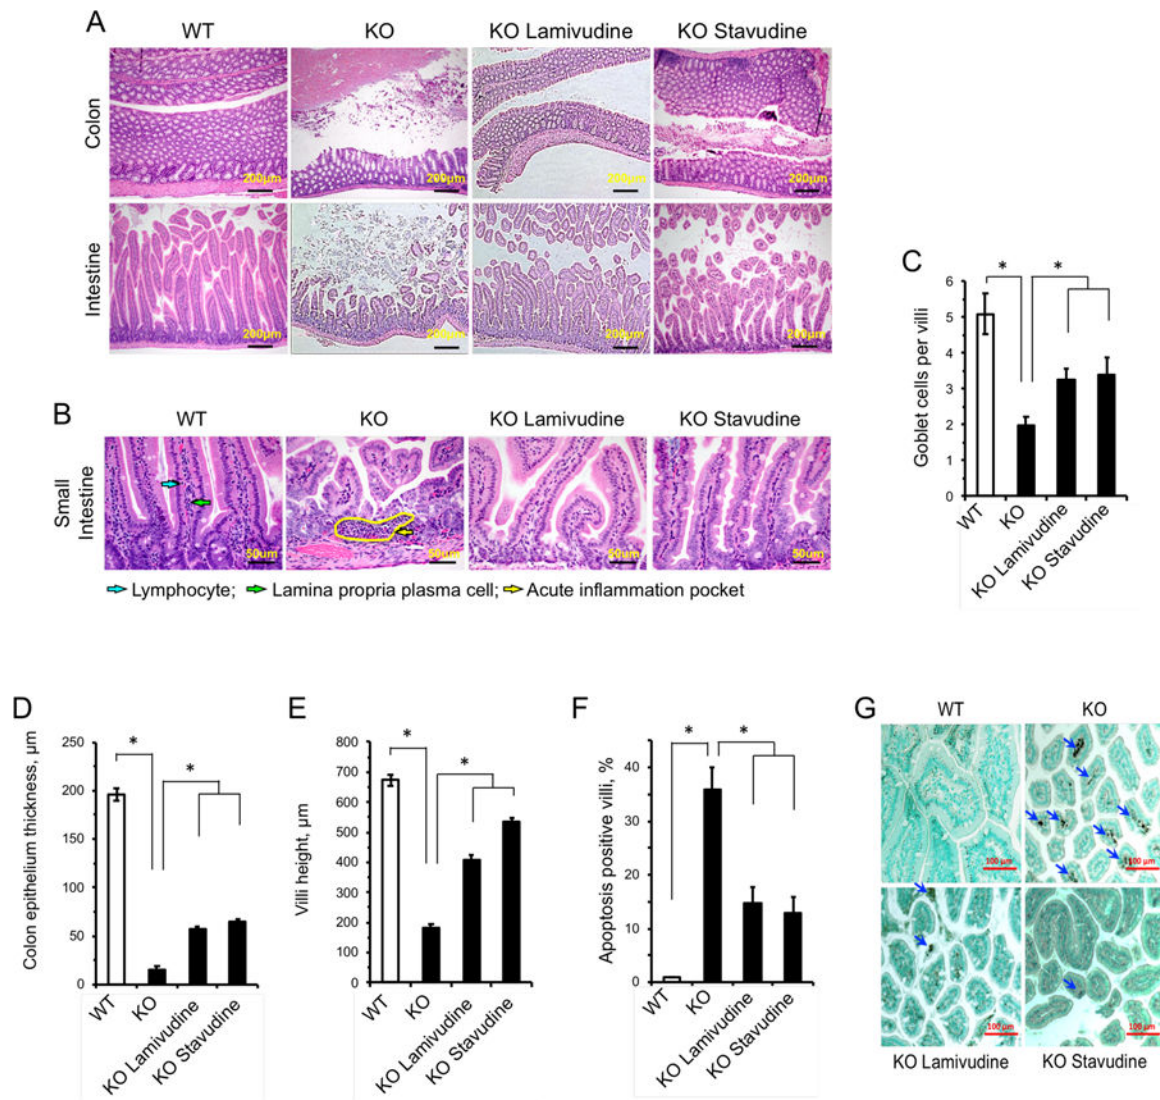 A
WT KO KO Lamivudine KO Stavudine
Colon
200µm 200µm 200µm 200µm
Intestine
200µm 200µm 200µm 200µm
B
WT KO KO Lamivudine KO Stavudine
Small
Intestine
50um 50um 50um 50um
Lymphocyte; Lamina propria plasma cell; Acute inflammation pocket
C
Goblet cells per villi
6
5
4
3
2
1
0
* *
WT KO KO Lamivudine KO Stavudine
D
Colon epithelium thickness, µm
250
200
150
100
50
0
* *
WT KO KO Lamivudine KO Stavudine
E
Villi height, µm
800
700
600
500
400
300
200
100
0
* *
WT KO KO Lamivudine KO Stavudine
F
Apoptosis positive villi, %
40
30
20
10
0
* *
WT KO KO Lamivudine KO Stavudine
G
WT KO
100 µm 100 µm
100 µm 100 µm
KO Lamivudine KO Stavudine